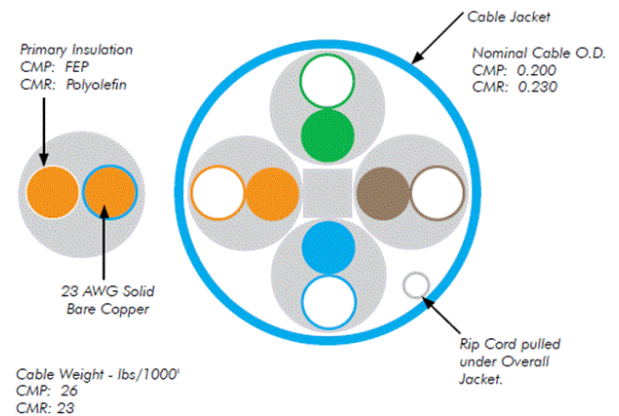 Cable Jacket
Primary Insulation
CMP: FEP
CMR: Polyolefin
Nominal Cable O.D.
CMP: 0.200
CMR: 0.230
23 AWG Solid
Bare Copper
Rip Cord pulled
under Overall
Jacket.
Cable Weight - lbs/1000'
CMP: 26
CMR: 23